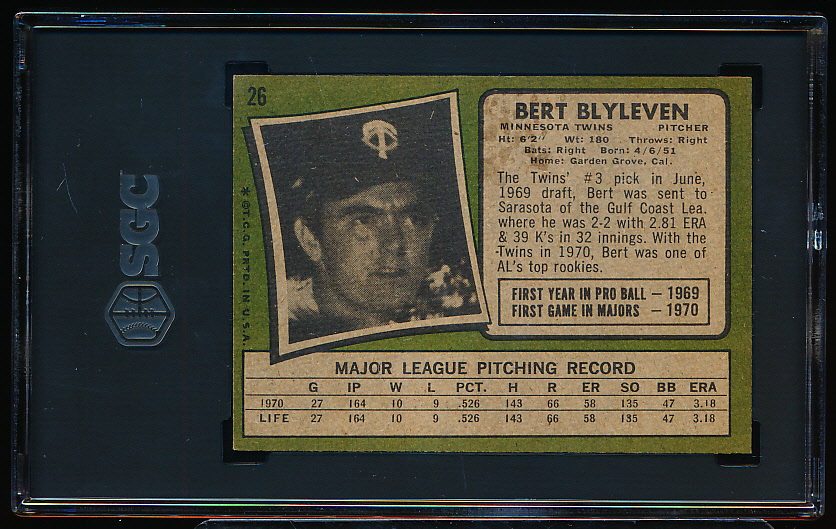 SGC
26
*©T.C.G. PRTD. IN U.S.A.
BERT BLYLEVEN
MINNESOTA TWINS PITCHER
Ht: 6'2" Wt: 180 Throws: Right
Bats: Right Born: 4/6/51
Home: Garden Grove, Cal.
The Twins' #3 pick in June,
1969 draft, Bert was sent to
Sarasota of the Gulf Coast Lea.
where he was 2-2 with 2.81 ERA
& 39 K's in 32 innings. With the
Twins in 1970, Bert was one of
AL's top rookies.
FIRST YEAR IN PRO BALL — 1969
FIRST GAME IN MAJORS — 1970
MAJOR LEAGUE PITCHING RECORD
G IP W L PCT. H R ER SO BB ERA
1970 27 164 10 9 .526 143 66 58 135 47 3.18
LIFE 27 164 10 9 .526 143 66 58 135 47 3.18